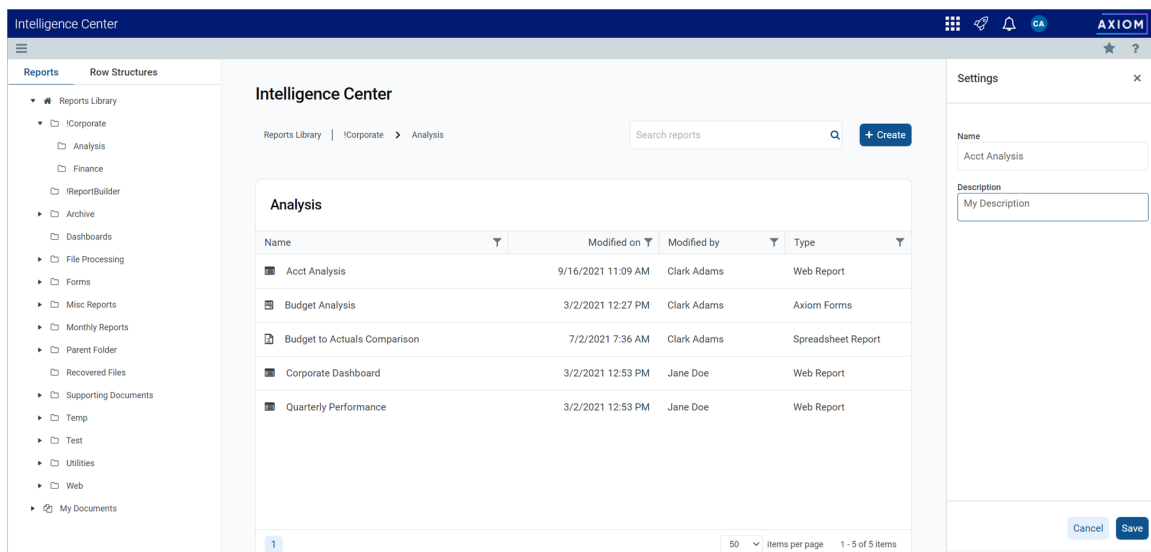 Intelligence Center
CA
AXIOM
?
Reports Row Structures
Reports Library
!Corporate
Analysis
Finance
!ReportBuilder
Archive
Dashboards
File Processing
Forms
Misc Reports
Monthly Reports
Parent Folder
Recovered Files
Supporting Documents
Temp
Test
Utilities
Web
My Documents
Intelligence Center
Reports Library | !Corporate > Analysis
Search reports
+ Create
Analysis
Name Modified on Modified by Type
Acct Analysis 9/16/2021 11:09 AM Clark Adams Web Report
Budget Analysis 3/2/2021 12:27 PM Clark Adams Axiom Forms
Budget to Actuals Comparison 7/2/2021 7:36 AM Clark Adams Spreadsheet Report
Corporate Dashboard 3/2/2021 12:53 PM Jane Doe Web Report
Quarterly Performance 3/2/2021 12:53 PM Jane Doe Web Report
1 50 items per page 1 - 5 of 5 items
Settings ×
Name
Acct Analysis
Description
My Description
Cancel Save